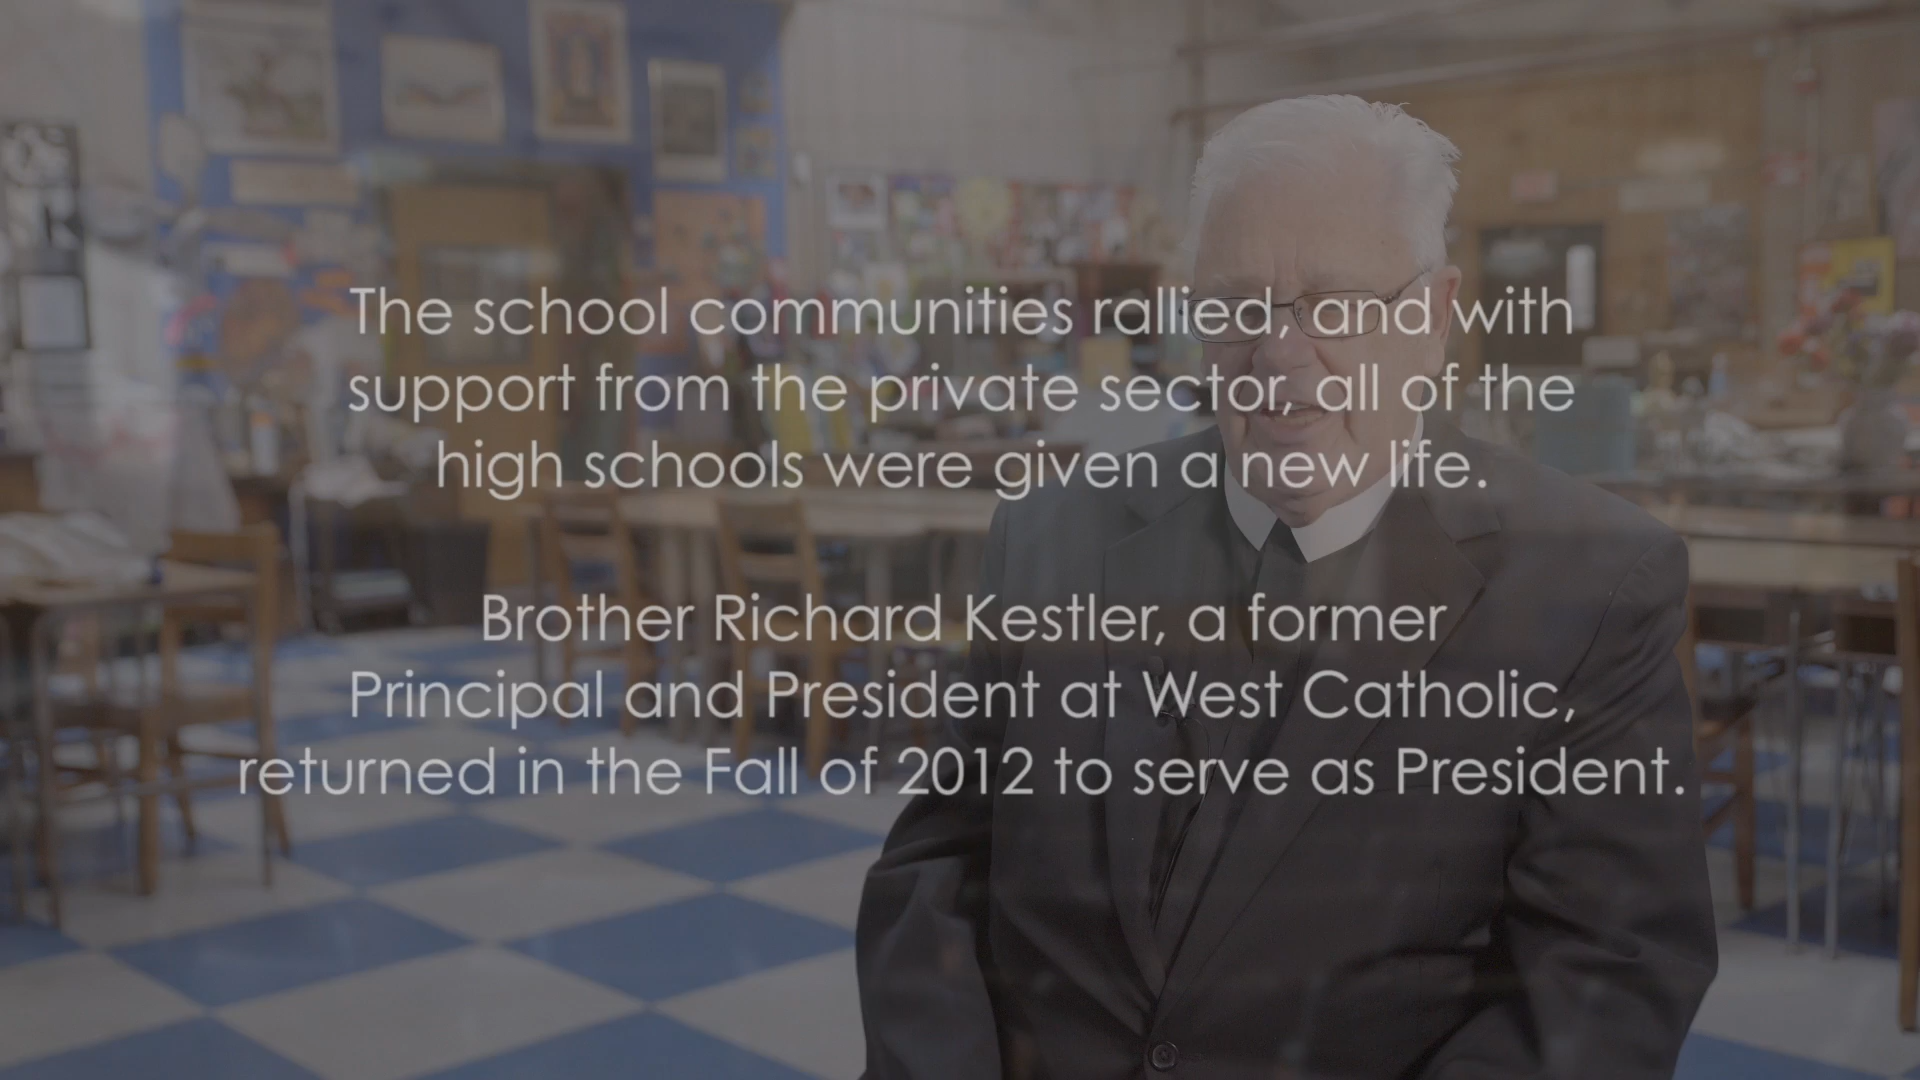 The school communities rallied, and with
support from the private sector, all of the
high schools were given a new life.
Brother Richard Kestler, a former
Principal and President at West Catholic,
returned in the Fall of 2012 to serve as President.